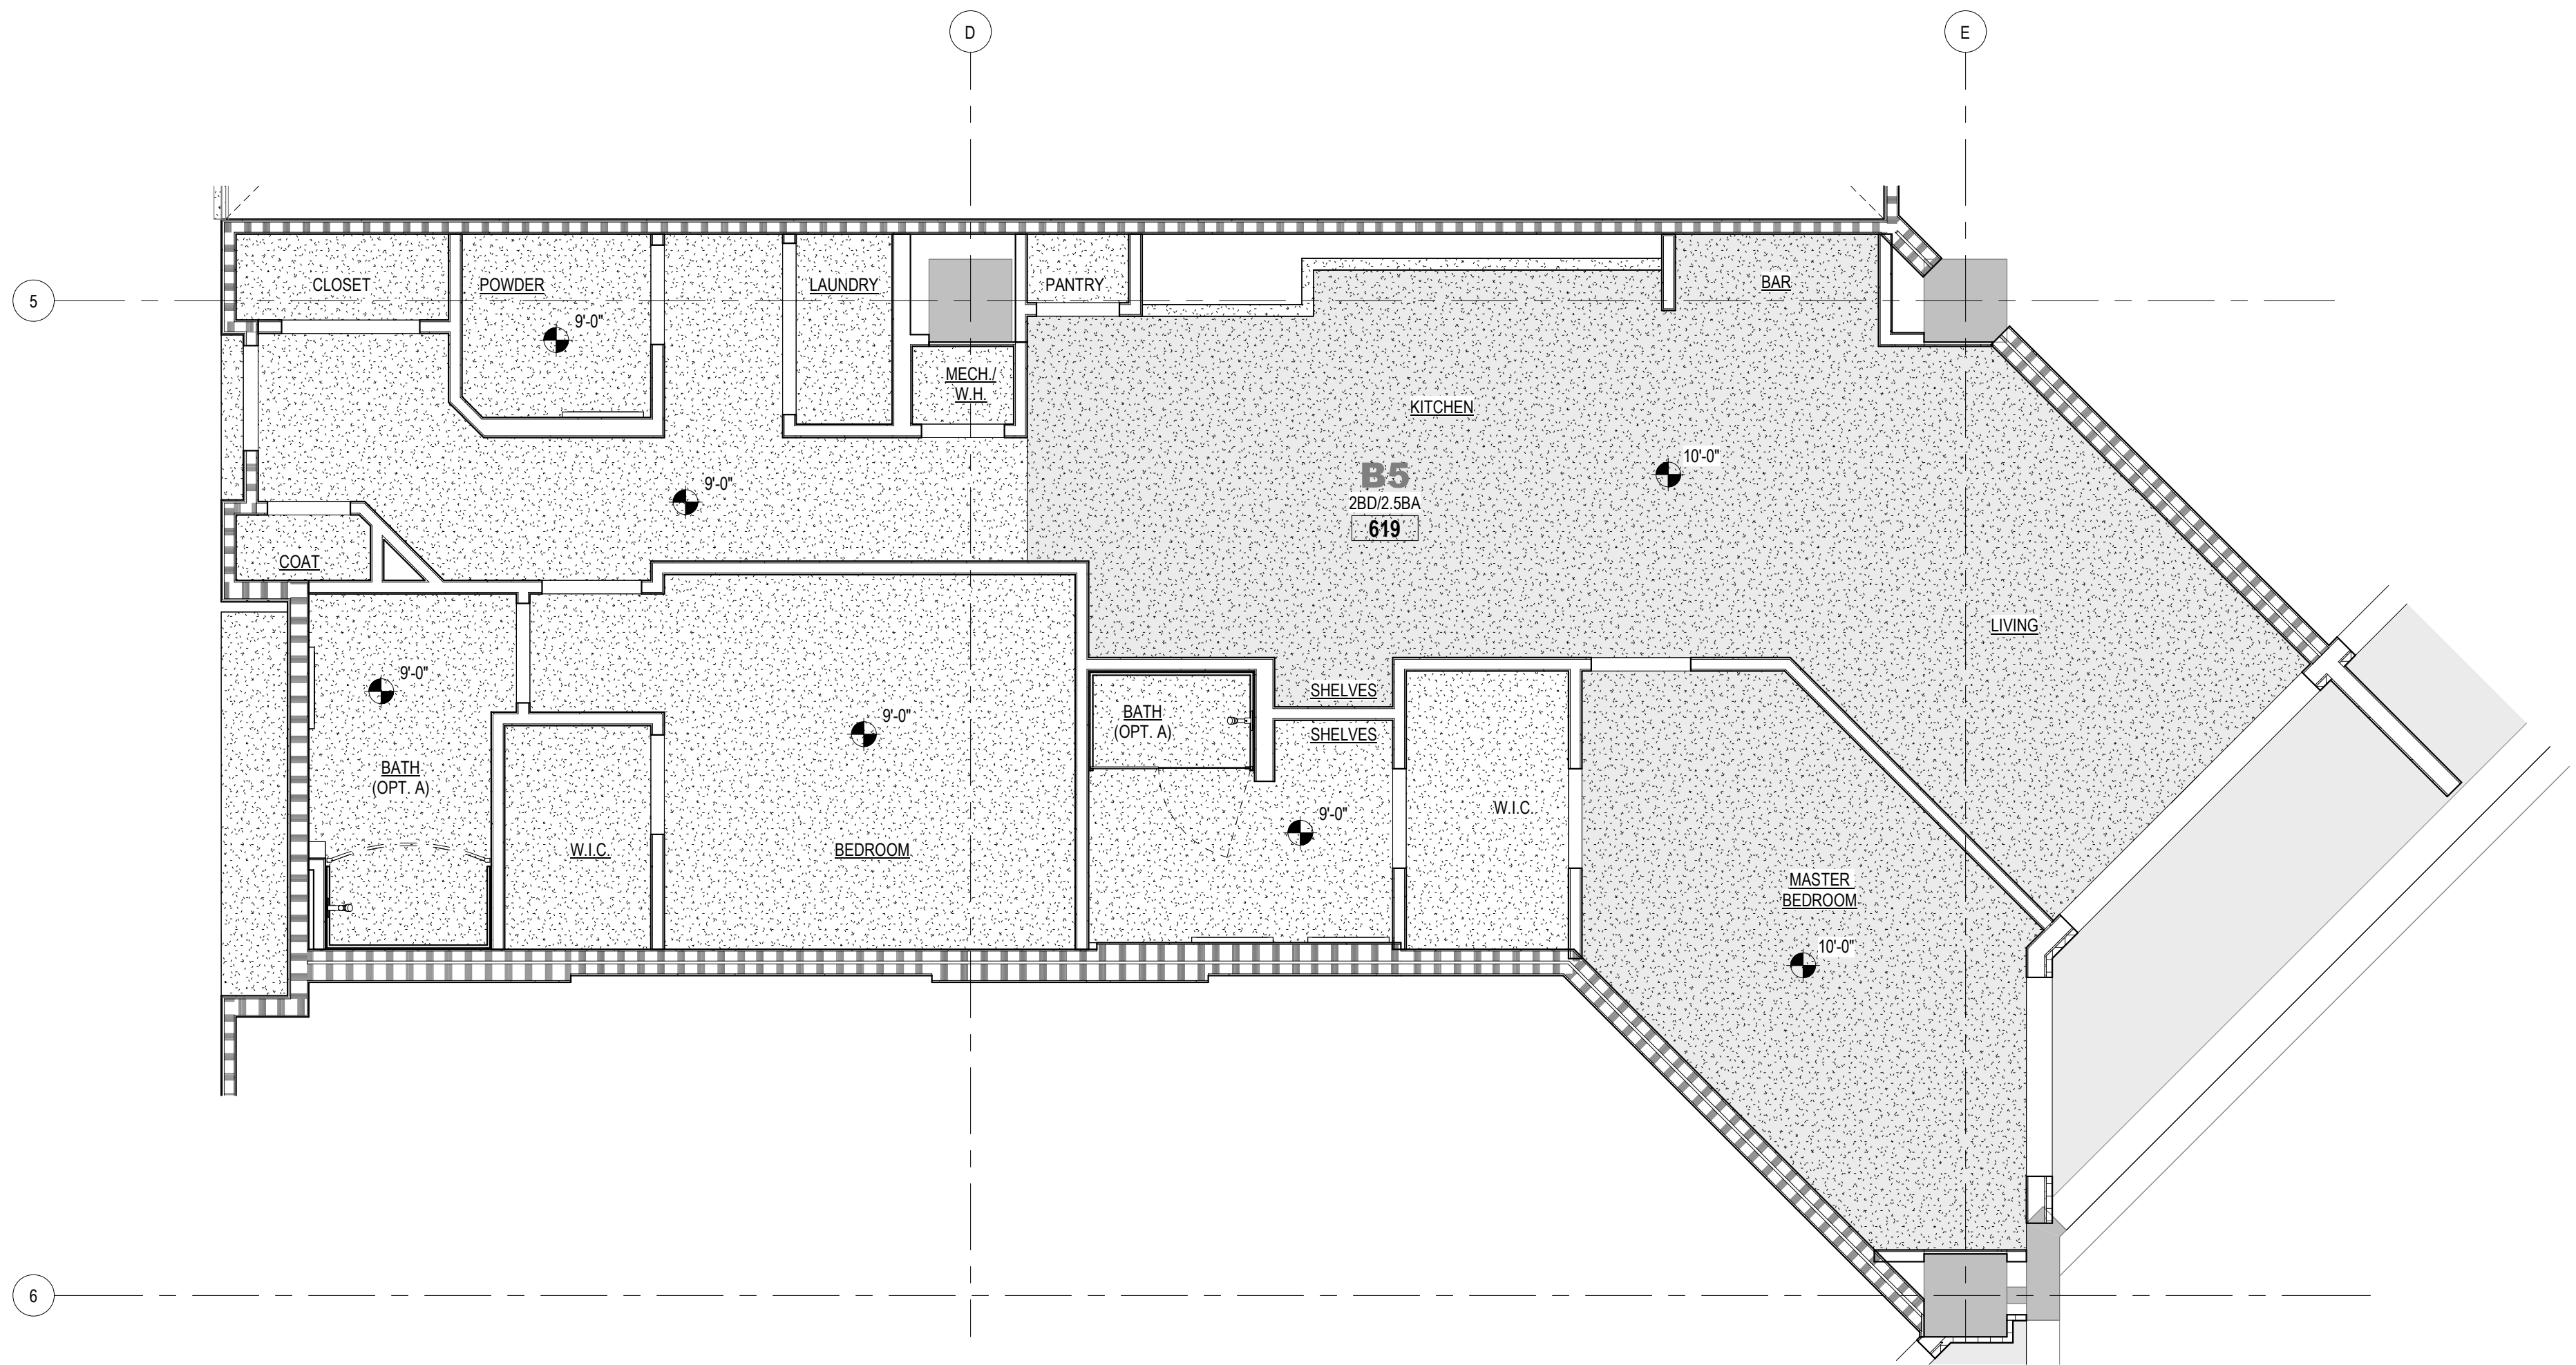 D
E
5
CLOSET
POWDER
LAUNDRY
PANTRY
BAR
9'-0"
MECH./
W.H.
KITCHEN
10'-0"
B5
2BD/2.5BA
619
9'-0"
COAT
LIVING
9'-0"
SHELVES
BATH
(OPT. A)
9'-0"
SHELVES
BATH
(OPT. A)
9'-0"
W.I.C.
W.I.C.
BEDROOM
MASTER
BEDROOM
10'-0"
6